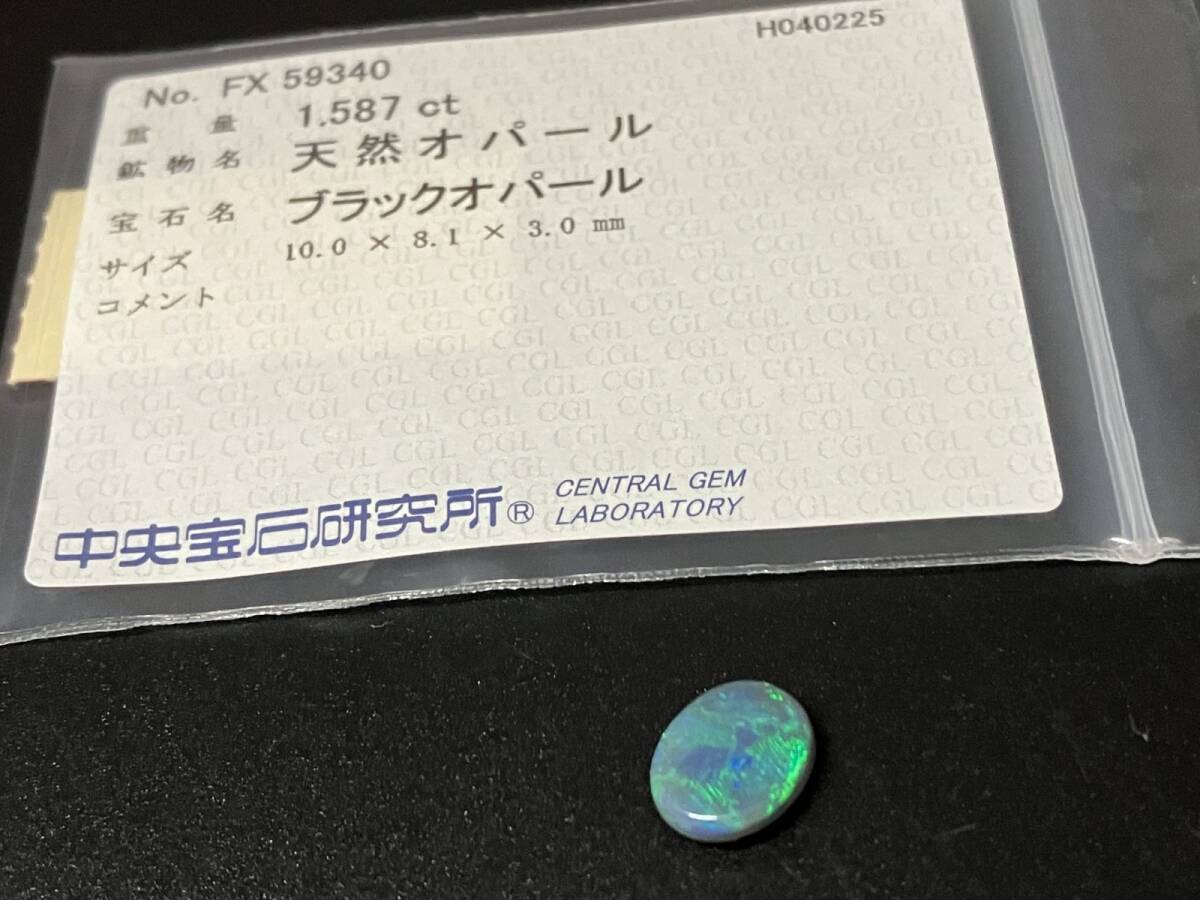 H040225
No. FX 59340
重量 1.587 ct
鉱物名 天然オパール
宝石名 ブラックオパール
サイズ 10.0 × 8.1 × 3.0 mm
コメント
中央宝石研究所® CENTRAL GEM
LABORATORY